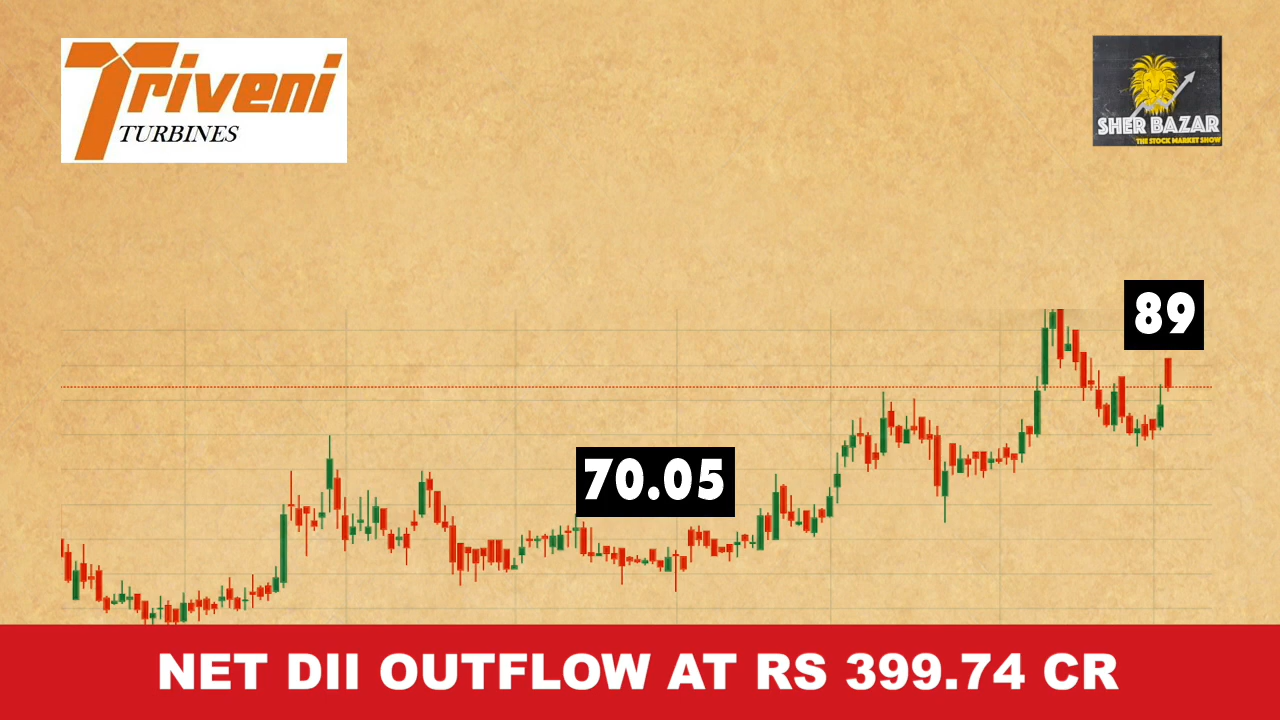 Triveni
TURBINES
SHER BAZAR
THE STOCK MARKET SHOW
89
70.05
NET DII OUTFLOW AT RS 399.74 CR